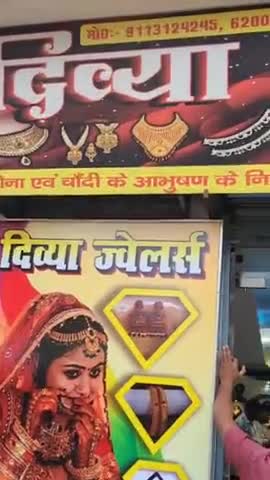 मो०:- 9113124245, 6200
दिव्या
ना एवं चाँदी के आभुषण के नि
दिव्या ज्वेलर्स